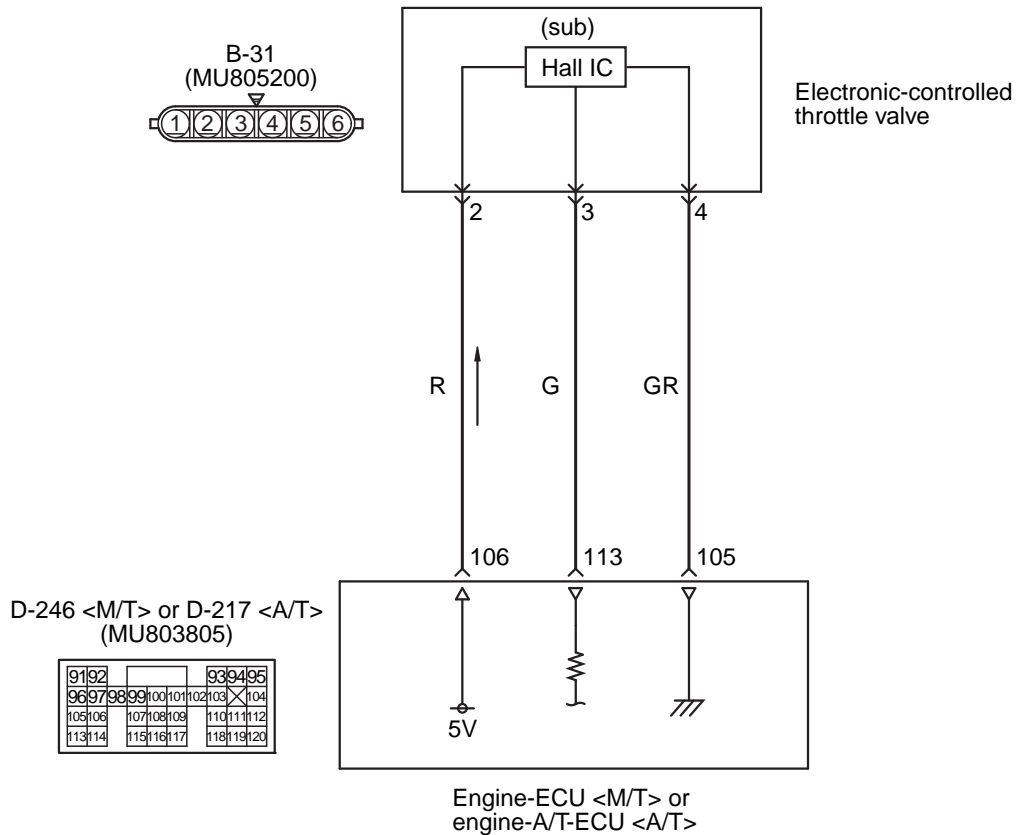 (sub)
Hall IC
B-31
(MU805200)
1 2 3 4 5 6
Electronic-controlled
throttle valve
2 3 4
R G GR
106 113 105
D-246 <M/T> or D-217 <A/T>
(MU803805)
91 92 93 94 95
96 97 98 99 100 101 102 103 104
105 106 107 108 109 110 111 112
113 114 115 116 117 118 119 120
5V
Engine-ECU <M/T> or
engine-A/T-ECU <A/T>